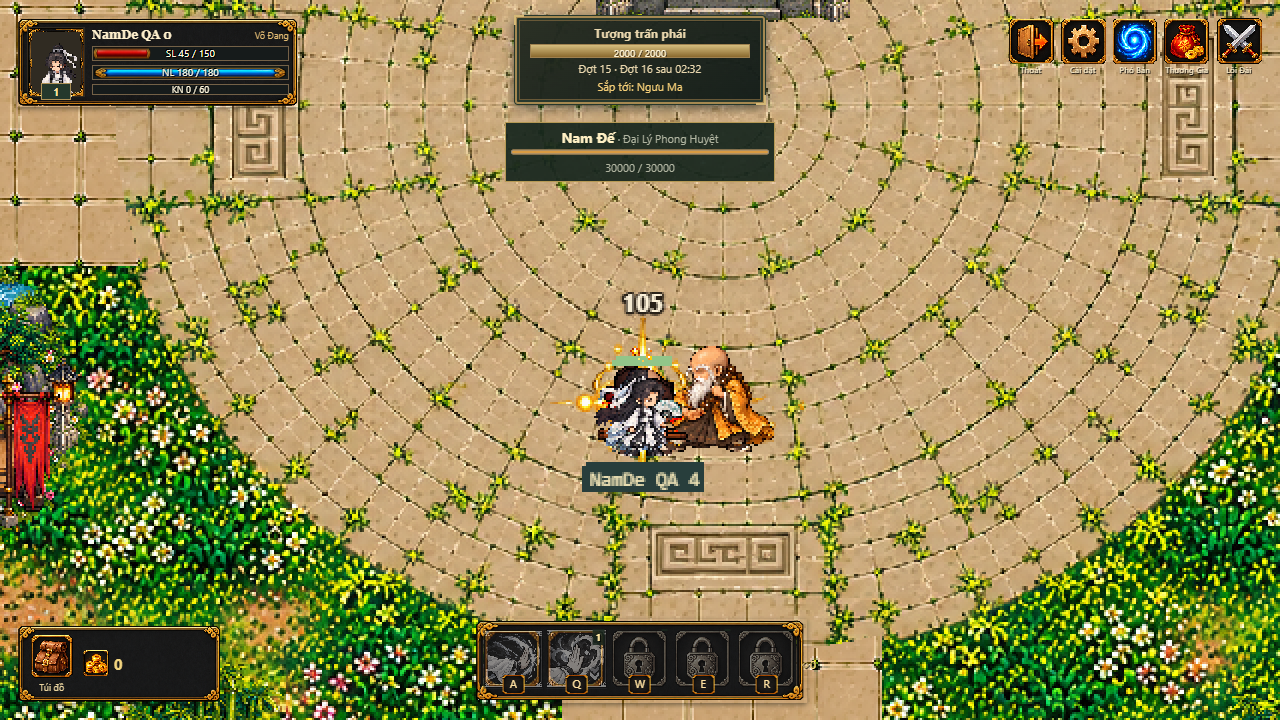 NamDe QA 0
Võ Đang
SL 45 / 150
NL 180 / 180
KN 0 / 60
1
Tượng trấn phái
2000 / 2000
Đợt 15 · Đợt 16 sau 02:32
Sắp tới: Ngưu Ma
Nam Đế · Đại Lý Phong Huyệt
30000 / 30000
Thoát
Cài đặt
Phó Bản
Thương Gia
Lôi Đài
105
NamDe QA 4
Túi đồ
0
1
A
Q
W
E
R